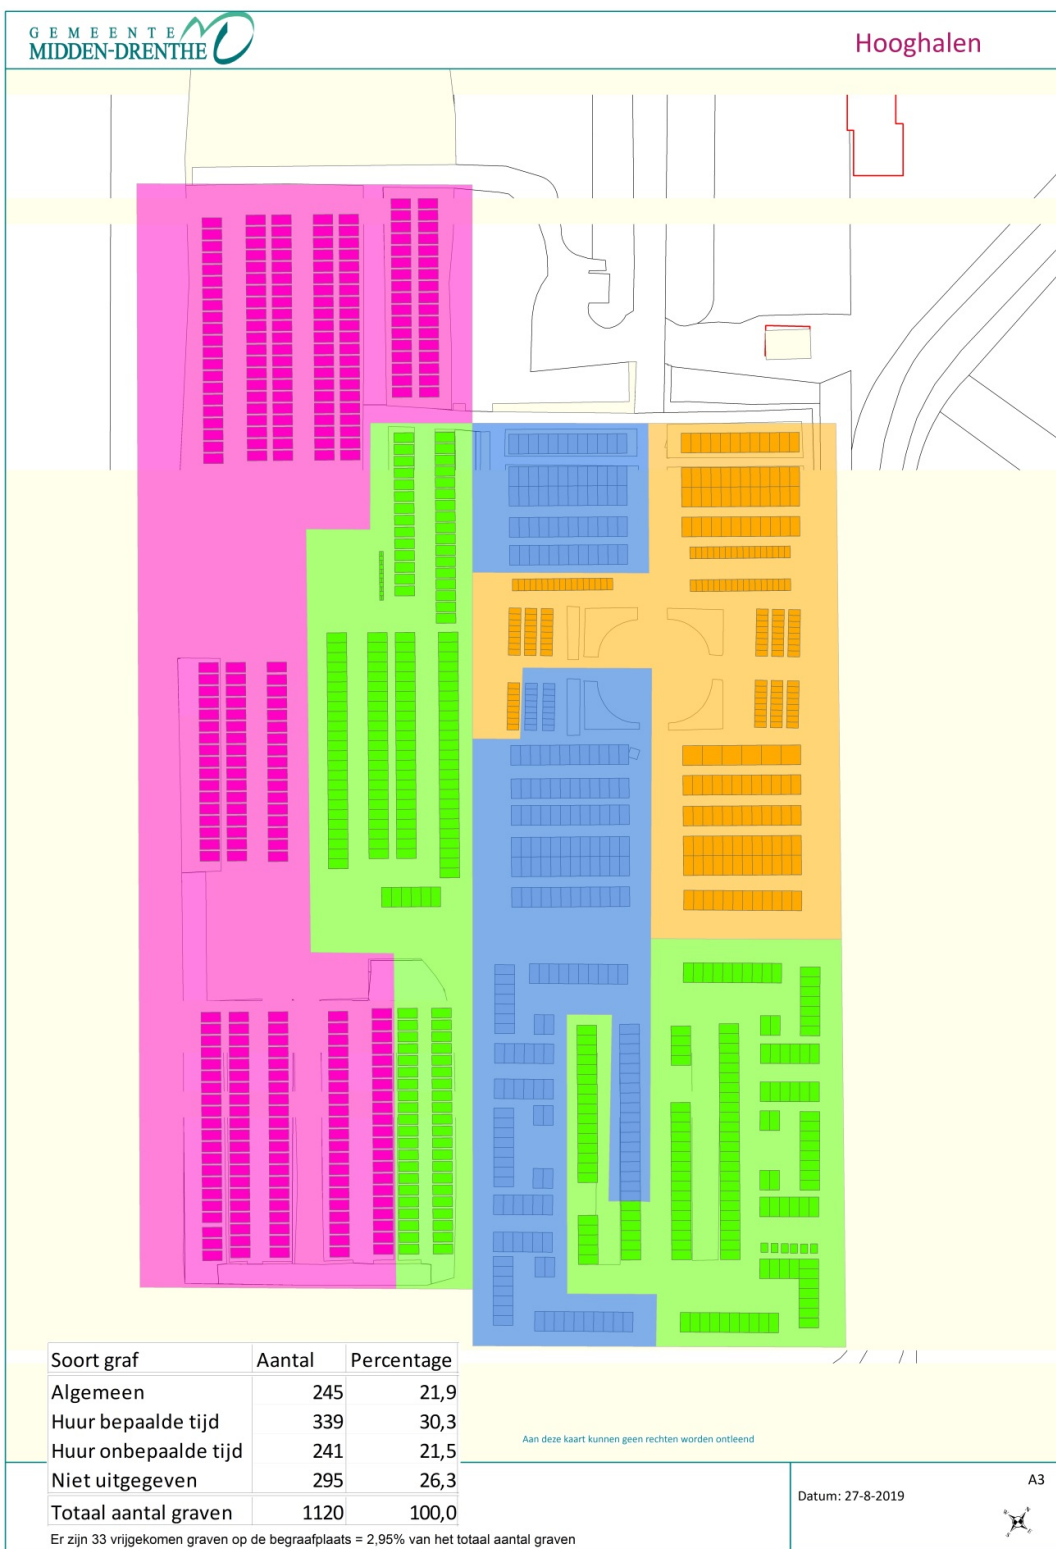 GEMEENTE
MIDDEN-DRENTHE
Hooghalen
Soort graf Aantal Percentage
Algemeen 245 21,9
Huur bepaalde tijd 339 30,3
Huur onbepaalde tijd 241 21,5
Niet uitgegeven 295 26,3
Totaal aantal graven 1120 100,0
Er zijn 33 vrijgekomen graven op de begraafplaats = 2,95% van het totaal aantal graven
Aan deze kaart kunnen geen rechten worden ontleend
A3
Datum: 27-8-2019